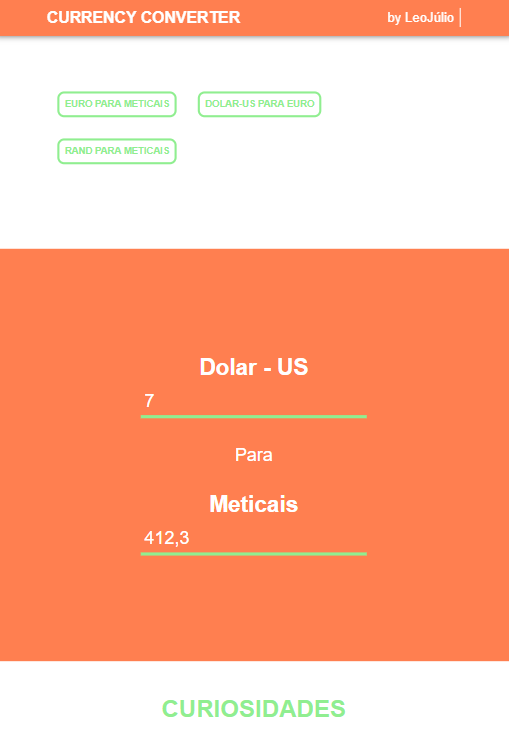 CURRENCY CONVERTER
by LeoJúlio
EURO PARA METICAIS
DOLAR-US PARA EURO
RAND PARA METICAIS
Dolar - US
7
Para
Meticais
412,3
CURIOSIDADES